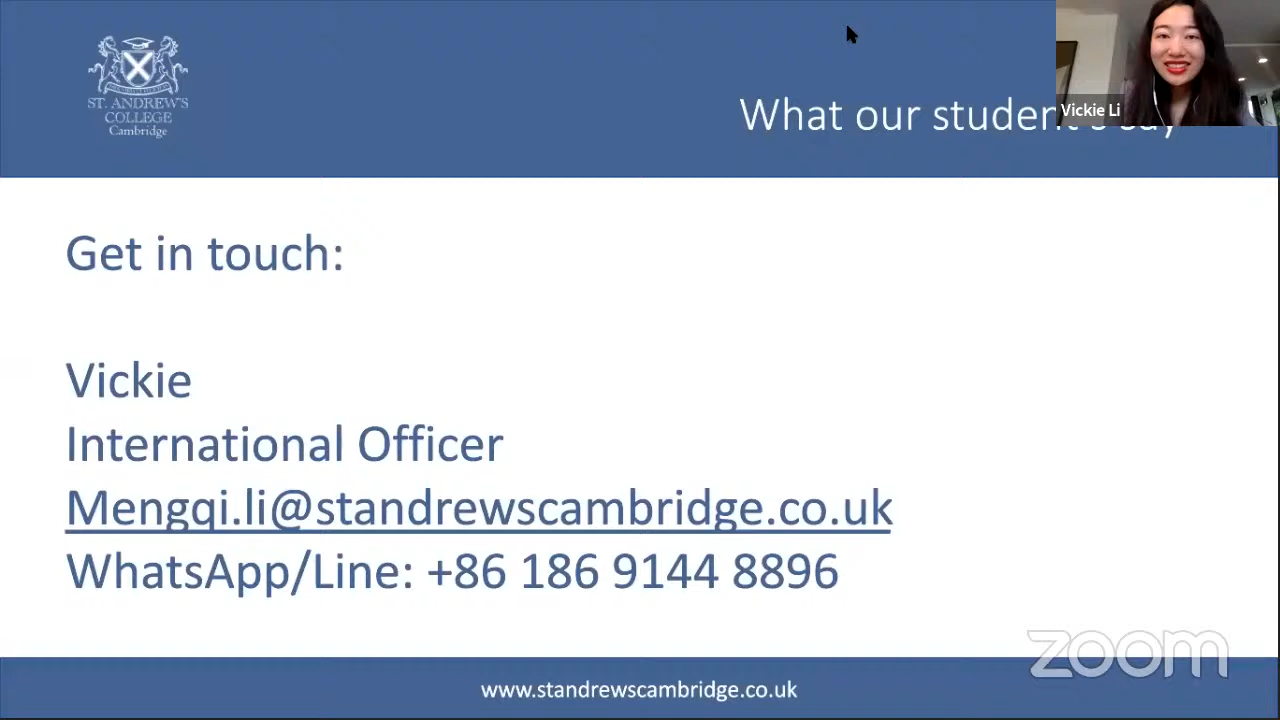 ST. ANDREW'S
COLLEGE
Cambridge
What our student's say
Vickie Li
Get in touch:
Vickie
International Officer
Mengqi.li@standrewscambridge.co.uk
WhatsApp/Line: +86 186 9144 8896
zoom
www.standrewscambridge.co.uk